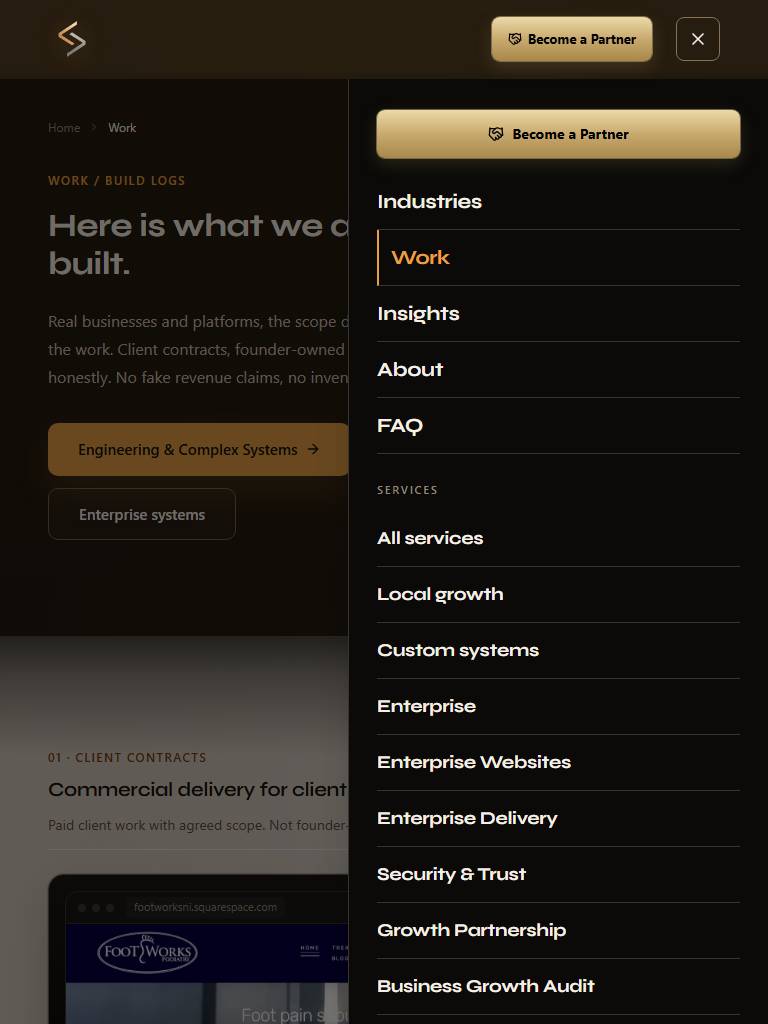 Become a Partner
Home > Work
WORK / BUILD LOGS
Here is what we
built.
Real businesses and platforms, the scope
the work. Client contracts, founder-owned
honestly. No fake revenue claims, no
Engineering & Complex Systems →
Enterprise systems
01 · CLIENT CONTRACTS
Commercial delivery for client
Paid client work with agreed scope. Not founder-
footworksni.squarespace.com
FOOTWORKS
PODIATRY
HOME
BLOG
Foot pain
Become a Partner
Industries
Work
Insights
About
FAQ
SERVICES
All services
Local growth
Custom systems
Enterprise
Enterprise Websites
Enterprise Delivery
Security & Trust
Growth Partnership
Business Growth Audit